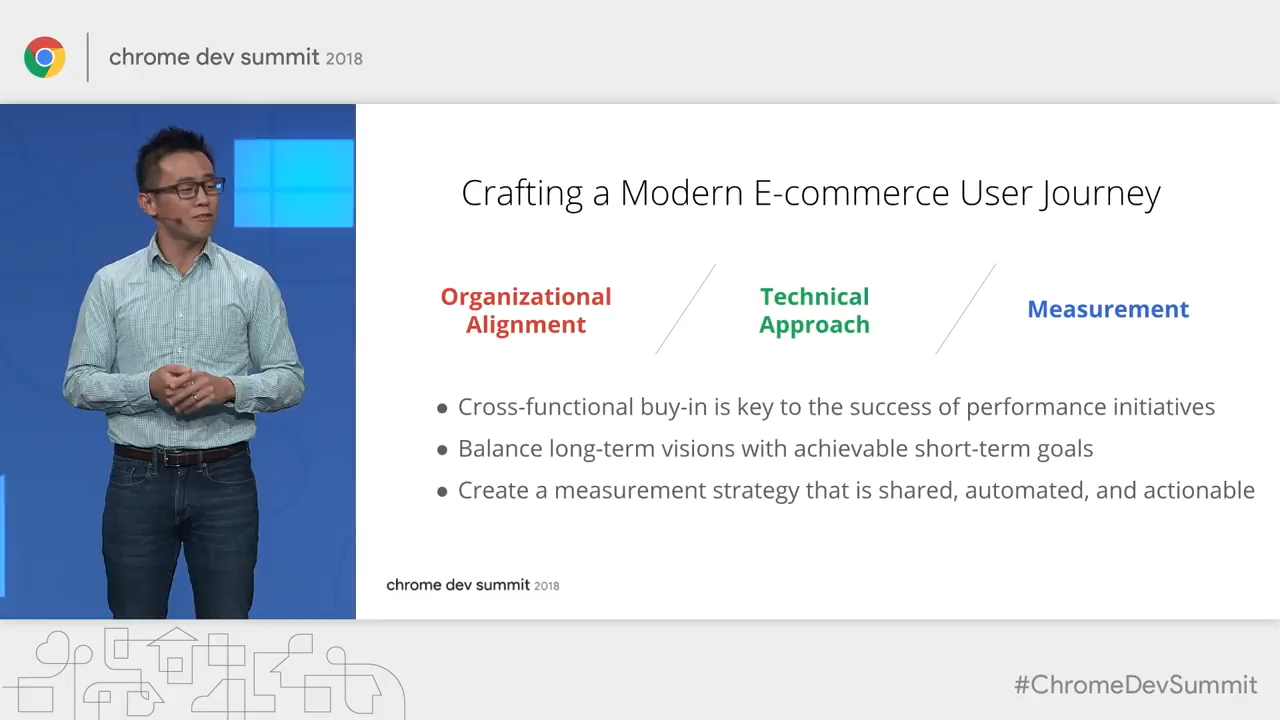 chrome dev summit 2018
Crafting a Modern E-commerce User Journey
Organizational
Alignment
Technical
Approach
Measurement
● Cross-functional buy-in is key to the success of performance initiatives
● Balance long-term visions with achievable short-term goals
● Create a measurement strategy that is shared, automated, and actionable
chrome dev summit 2018
#ChromeDevSummit